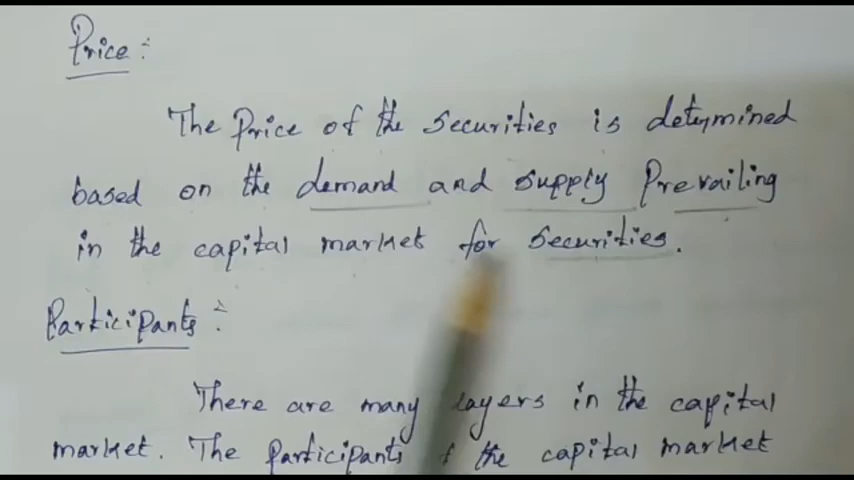 Price :-
The Price of the Securities is determined
based on the demand and supply Prevailing
in the capital market for Securities.
Participants :-
There are many layers in the capital
market. The Participants the capital market